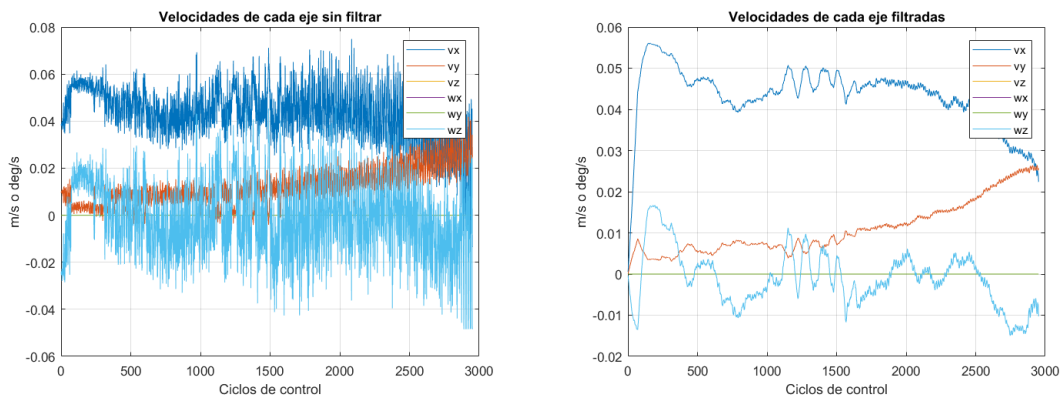 Velocidades de cada eje sin filtrar
0.08
0.06
0.04
0.02
0
-0.02
-0.04
-0.06
m/s o deg/s
0 500 1000 1500 2000 2500 3000
Ciclos de control
vx
vy
vz
wx
wy
wz
Velocidades de cada eje filtradas
0.06
0.05
0.04
0.03
0.02
0.01
0
-0.01
-0.02
m/s o deg/s
0 500 1000 1500 2000 2500 3000
Ciclos de control
vx
vy
vz
wx
wy
wz